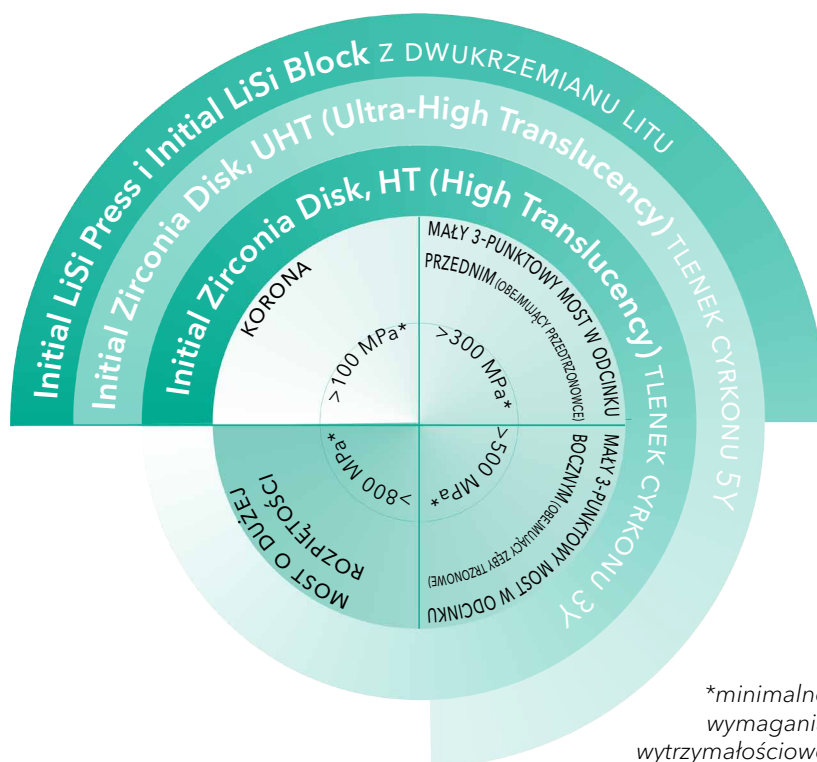 Initial LiSi Press i Initial LiSi Block Z DWUKRZEMIANU LITU
Initial Zirconia Disk, UHT (Ultra-High Translucency) TLENEK CYRKONU 5Y
Initial Zirconia Disk, HT (High Translucency) TLENEK CYRKONU 3Y
KORONA
>100 MPa*
MAŁY 3-PUNKTOWY MOST W ODCINKU
PRZEDNIM (OBEJMUJĄCY PRZEDTRZONOWCE)
>300 MPa*
MAŁY 3-PUNKTOWY MOST W ODCINKU
BOCZNYM (OBEJMUJĄCY ZĘBY TRZONOWE)
>500 MPa*
MOST O DUŻEJ
ROZPIĘTOŚCI
>800 MPa*
*minimalne
wymagania
wytrzymałościowe